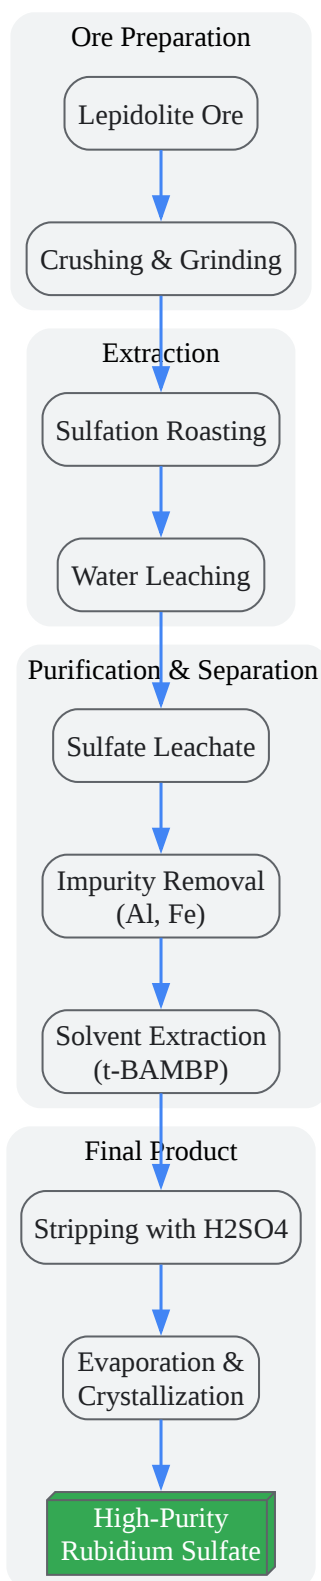 Ore Preparation
Lepidolite Ore
Crushing & Grinding
Extraction
Sulfation Roasting
Water Leaching
Purification & Separation
Sulfate Leachate
Impurity Removal
(Al, Fe)
Solvent Extraction
(t-BAMBP)
Final Product
Stripping with H2SO4
Evaporation &
Crystallization
High-Purity
Rubidium Sulfate